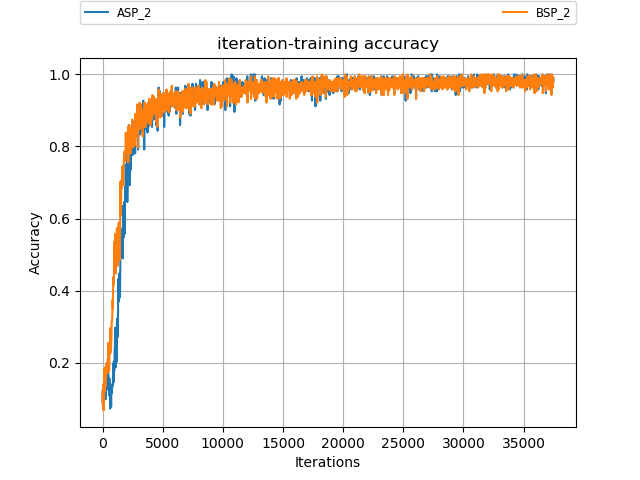 ASP_2 BSP_2
iteration-training accuracy
1.0
0.8
0.6
0.4
0.2
Accuracy
0 5000 10000 15000 20000 25000 30000 35000
Iterations